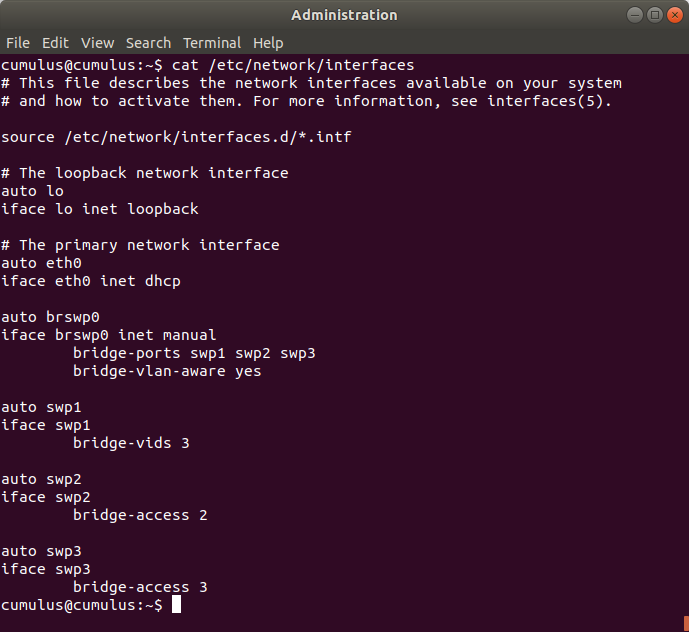 Administration
File Edit View Search Terminal Help
cumulus@cumulus:~$ cat /etc/network/interfaces
# This file describes the network interfaces available on your system
# and how to activate them. For more information, see interfaces(5).
source /etc/network/interfaces.d/*.intf
# The loopback network interface
auto lo
iface lo inet loopback
# The primary network interface
auto eth0
iface eth0 inet dhcp
auto brswp0
iface brswp0 inet manual
        bridge-ports swp1 swp2 swp3
        bridge-vlan-aware yes
auto swp1
iface swp1
        bridge-vids 3
auto swp2
iface swp2
        bridge-access 2
auto swp3
iface swp3
        bridge-access 3
cumulus@cumulus:~$